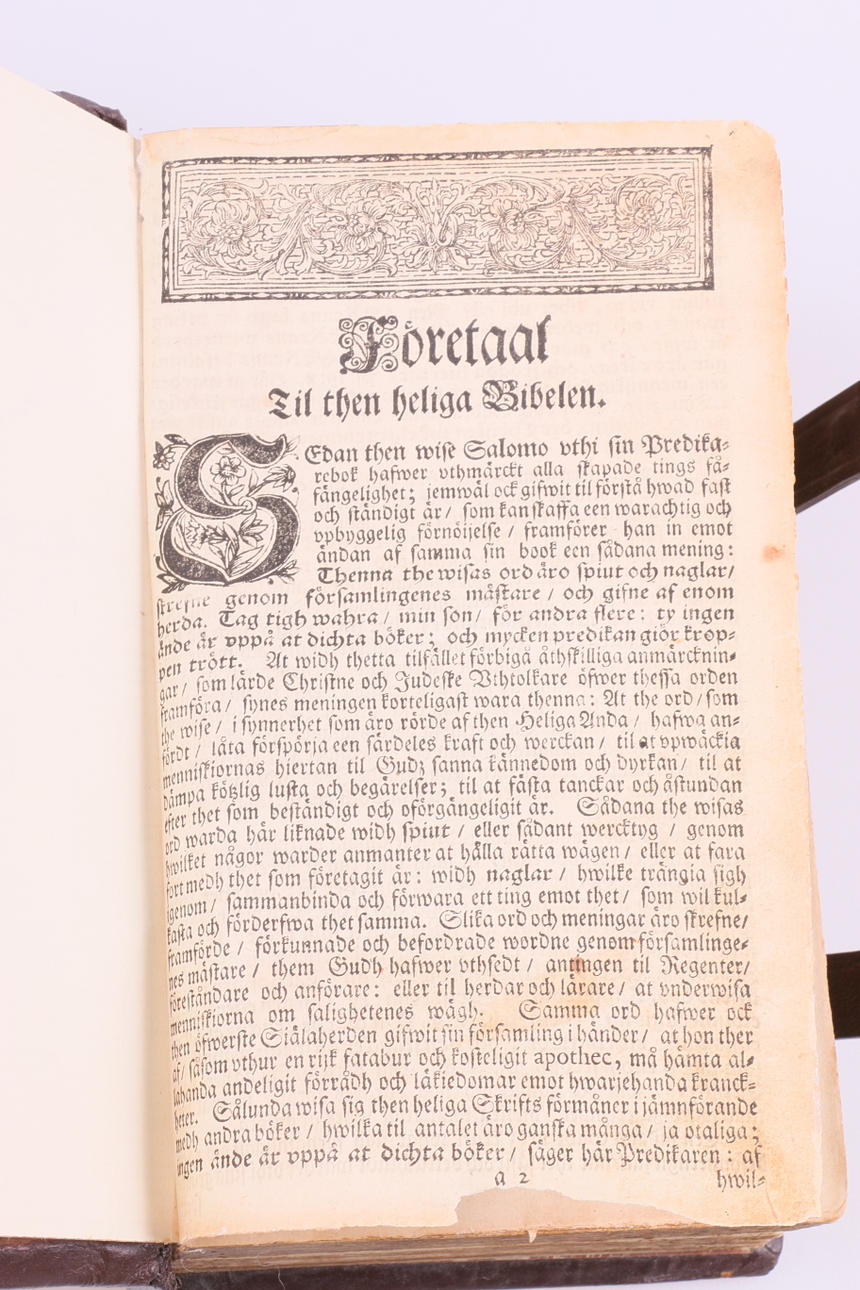 Företaal
Til then heliga Bibelen.
SEdan then wise Salomo vthi sin Predika-
rebok hafwer vthmärckt alla skapade tings få-
fängelighet; jemwäl ock gifwit til förstå hwad fast
och ständigt är / som kan skaffa een warachtig och
vpbyggelig förnöijelse / framförer han in emot
ändan af samma sin book een sådana mening:
Thenna the wisas ord äro spiut och naglar /
skrefne genom församlingenes mästare / och gifne af enom
herda. Tag tigh wahra / min son / för andra flere: ty ingen
ände är vppå at dichta böker; och mycken predikan giör krop-
pen trött. At widh thetta tilfället förbigå åthskilliga anmärcknin-
gar / som lärde Christne och Judeske Vthtolkare öfwer thessa orden
framföra / synes meningen korteligast wara thenna: At the ord / som
the wise / i synnerhet som äro rörde af then Heliga Anda / hafwa an-
fördt / låta förspörja een särdeles kraft och werckan / til at vpwäckia
menniskiornas hiertan til Gudz sanna kännedom och dyrkan / til at
dämpa kötzlig lusta och begärelser; til at fästa tanckar och åstundan
efter thet som beständigt och oförgängeligit är. Sådana the wisas
ord warda här liknade widh spiut / eller sådant wercktyg / genom
hwilket någor warder anmanter at hålla rätta wägen / eller at fara
fort medh thet som företagit är: widh naglar / hwilke trängia sigh
igenom / sammanbinda och förwara ett ting emot thet / som wil kul-
kasta och förderfwa thet samma. Slika ord och meningar äro skrefne /
framförde / förkunnade och befordrade wordne genom församlinge-
nes mästare / them Gudh hafwer vthsedt / antingen til Regenter /
föreståndare och anförare: eller til herdar och lärare / at vnderwisa
menniskiorna om salighetenes wägh. Samma ord hafwer ock
then öfwerste Siälaherden gifwit sin församling i händer / at hon ther
af / såsom vthur en rijk fatabur och kosteligit apothec, må hämta al-
lahanda andeligit förrådh och läkiedomar emot hwarjehanda kranck-
heter. Sålunda wisa sig then heliga Skrifts förmåner i jämnförande
medh andra böker / hwilka til antalet äro ganska många / ja otaliga;
ingen ände är vppå at dichta böker / säger här Predikaren: af
a 2 hwil-